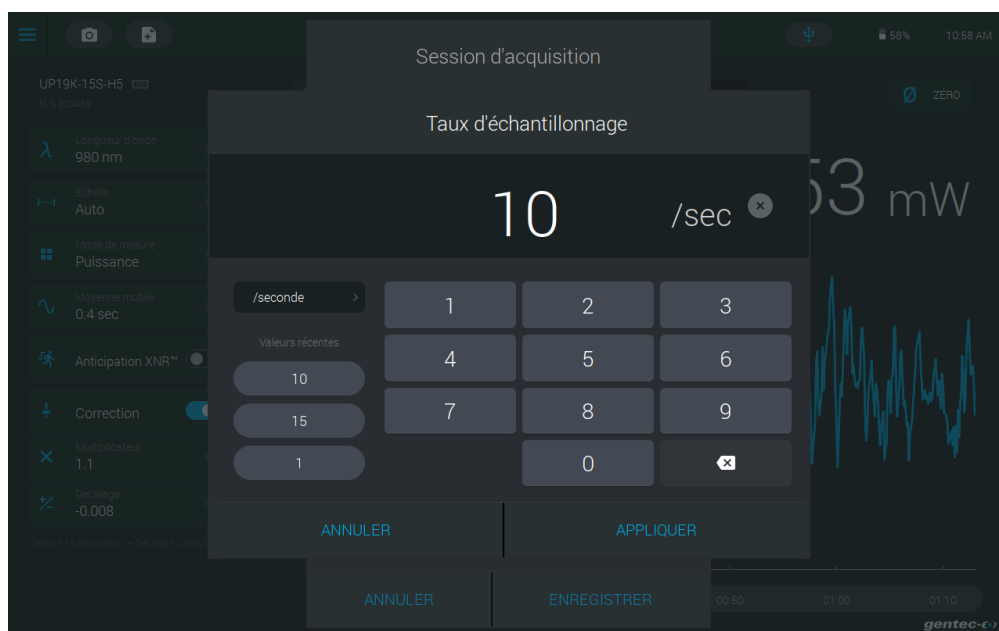 58%
10:58 AM
Session d'acquisition
UP19K-15S-H5
ZÉRO
Taux d'échantillonnage
Longueur d'onde
980 nm
Échelle
Auto
Mode de mesure
Puissance
Moyenne mobile
0.4 sec
Anticipation XNR™
Correction
Multiplicateur
1.1
Décalage
-0.008
10 /sec
53 mW
/seconde
Valeurs récentes
10
15
1
1 2 3
4 5 6
7 8 9
0
ANNULER
APPLIQUER
ANNULER
ENREGISTRER
00:50
01:00
01:10
gentec-eo